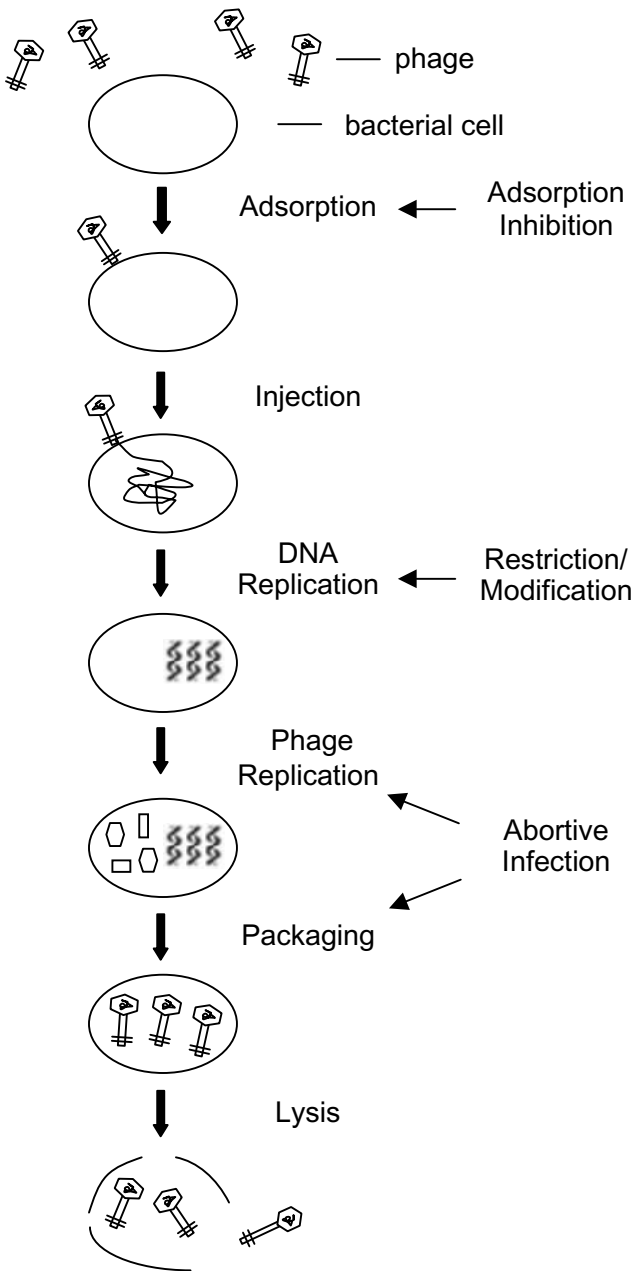 phage
bacterial cell
Adsorption
Adsorption
Inhibition
Injection
DNA
Replication
Restriction/
Modification
Phage
Replication
Abortive
Infection
Packaging
Lysis